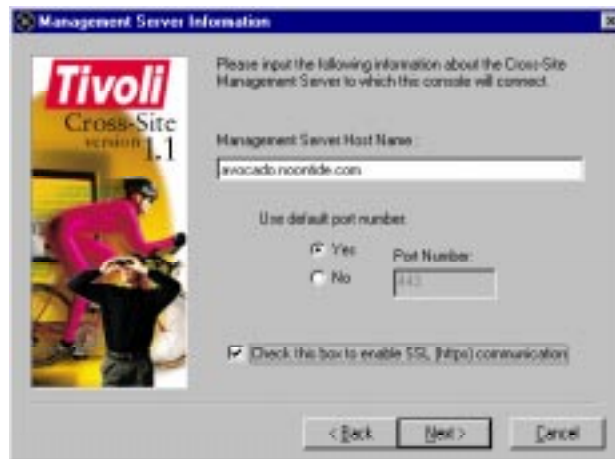 Management Server Information
Please input the following information about the Cross-Site
Management Server to which this console will connect.
Tivoli
Cross-Site
version 1.1
Management Server Host Name :
avocado.noontide.com
Use default port number.
Yes
No
Port Number:
443
Check this box to enable SSL (https) communication
< Back
Next >
Cancel